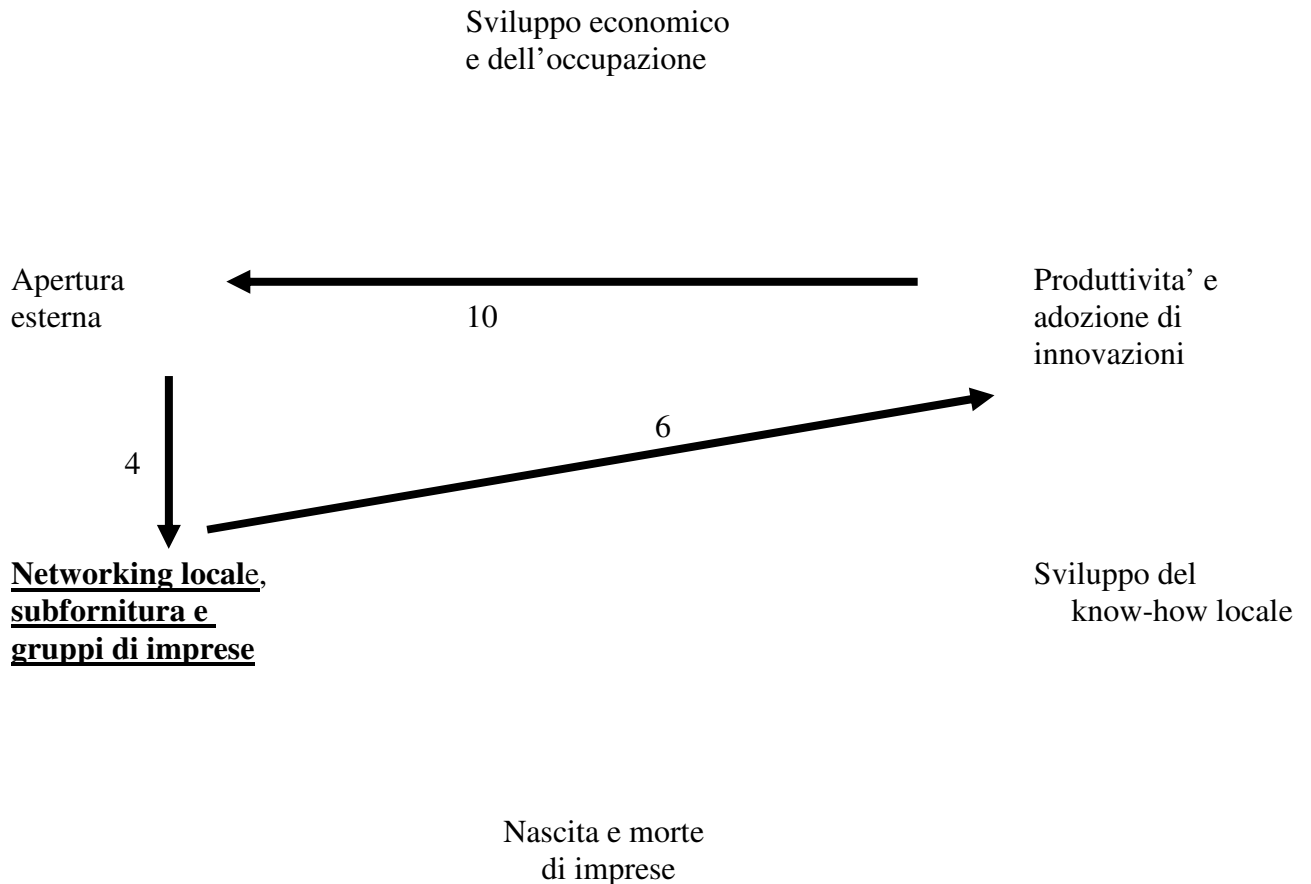 Sviluppo economico
e dell’occupazione
Apertura
esterna
10
Produttivita’ e
adozione di
innovazioni
6
4
Networking locale,
subfornitura e
gruppi di imprese
Sviluppo del
know-how locale
Nascita e morte
di imprese